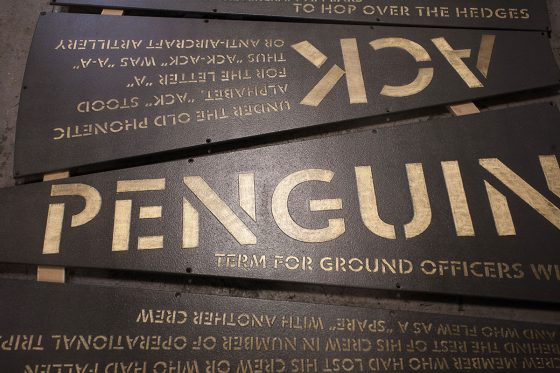 TO HOP OVER THE HEDGES
ACK
UNDER THE OLD PHONETIC
ALPHABET, "ACK" STOOD
FOR THE LETTER "A"
THUS "ACK-ACK" WAS "A-A"
OR ANTI-AIRCRAFT ARTILLERY
PENGUIN
TERM FOR GROUND OFFICERS WI
CREW MEMBER WHO HAD LOST HIS CREW OR HAD FALLEN
BEHIND THE REST OF HIS CREW IN NUMBER OF OPERATIONAL TRIPS
AND WHO FLEW AS A "SPARE" WITH ANOTHER CREW